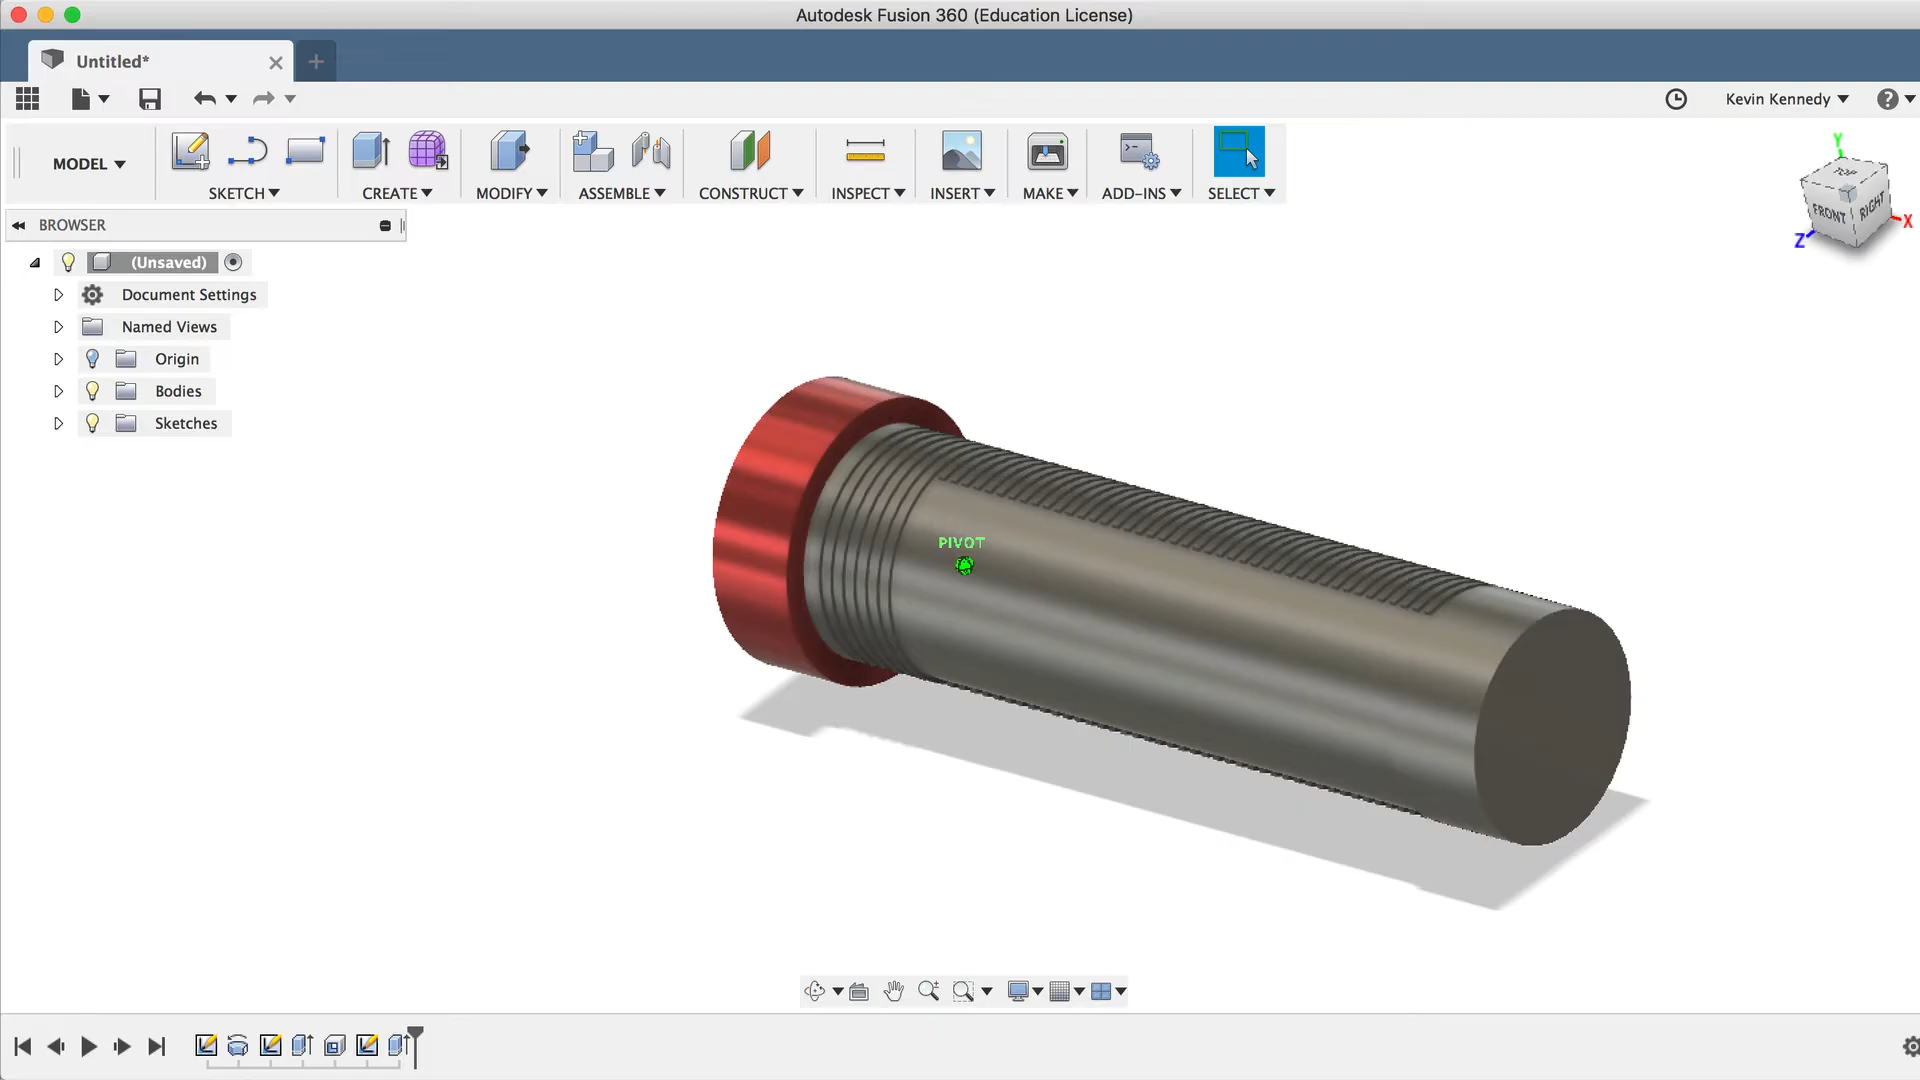 Autodesk Fusion 360 (Education License)
Untitled*
Kevin Kennedy
MODEL
SKETCH
CREATE
MODIFY
ASSEMBLE
CONSTRUCT
INSPECT
INSERT
MAKE
ADD-INS
SELECT
Y
TOP
FRONT
RIGHT
X
Z
BROWSER
(Unsaved)
Document Settings
Named Views
Origin
Bodies
Sketches
PIVOT